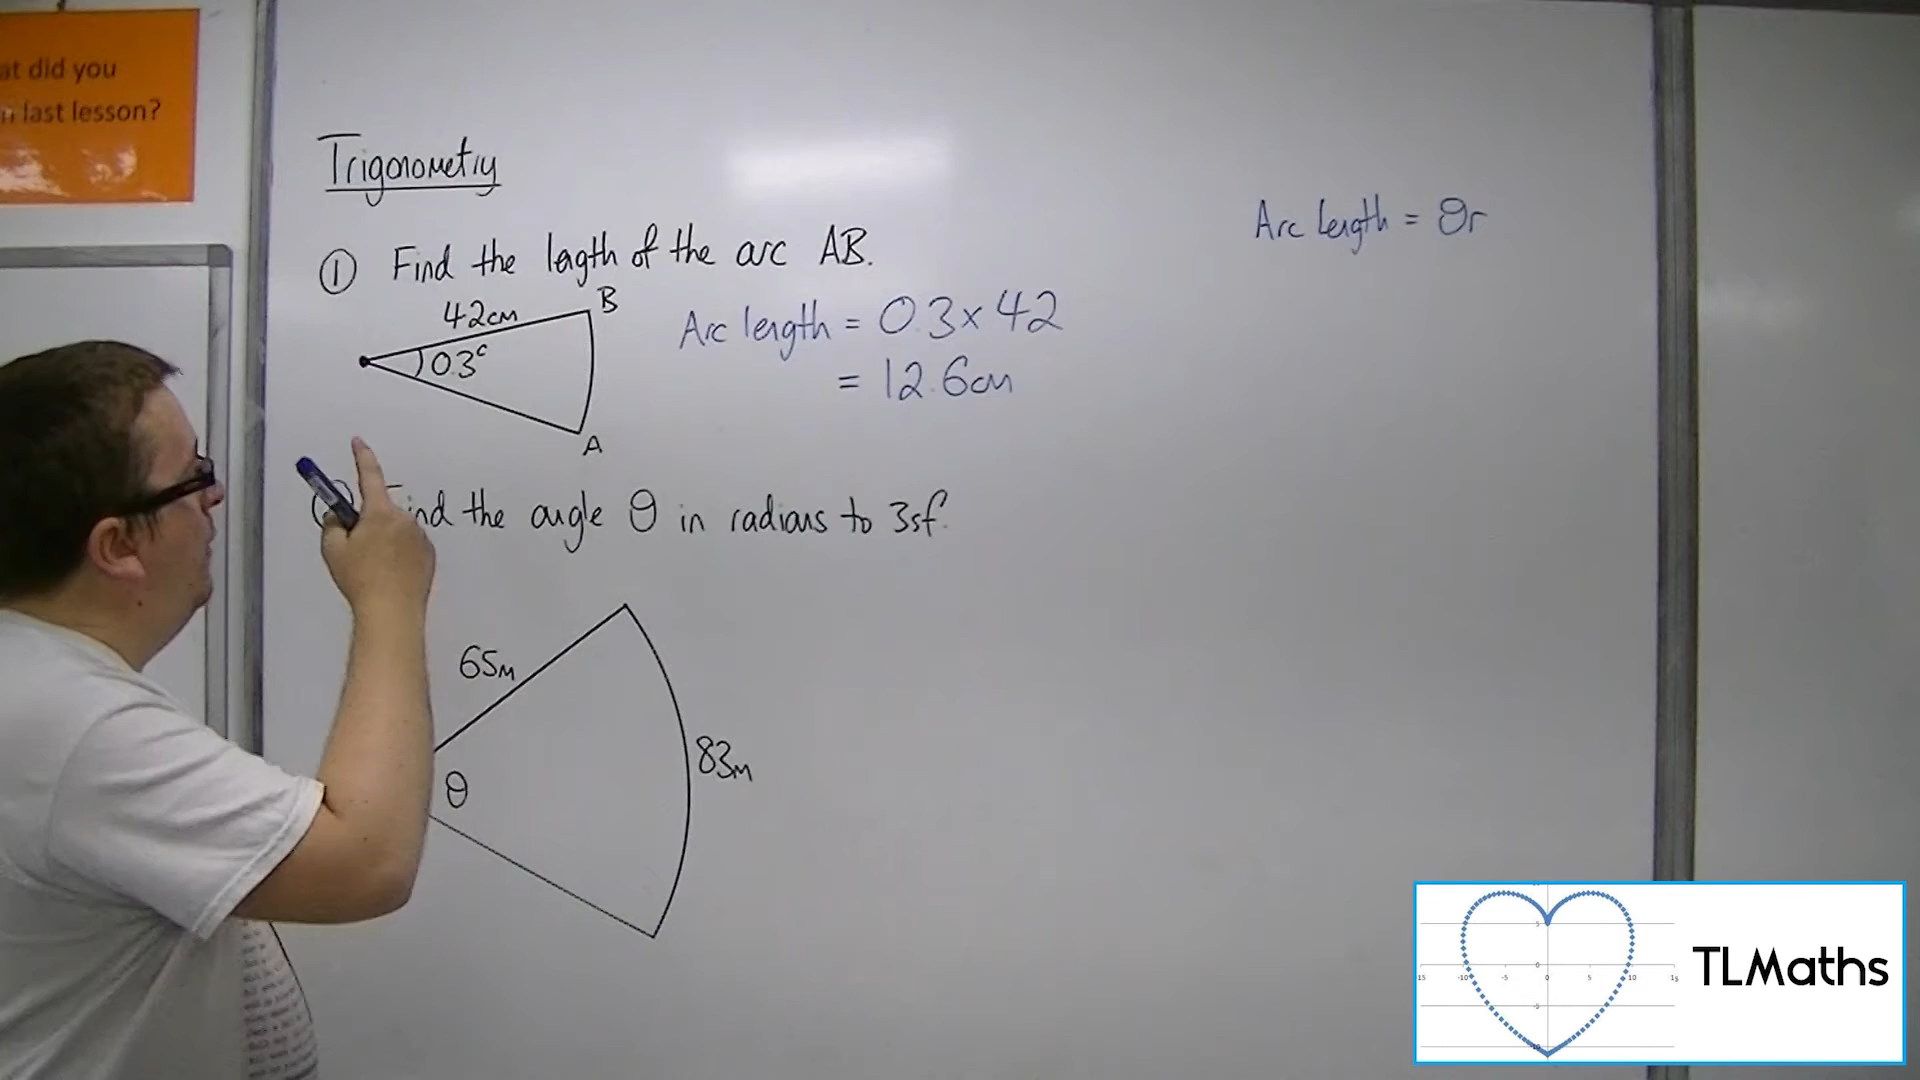 at did you
n last lesson?
Trigonometry
Arc length = θr
① Find the length of the arc AB.
42cm
B
0.3ᶜ
A
Arc length = 0.3 × 42
= 12.6cm
ind the angle θ in radians to 3sf.
65m
θ
83m
TLMaths